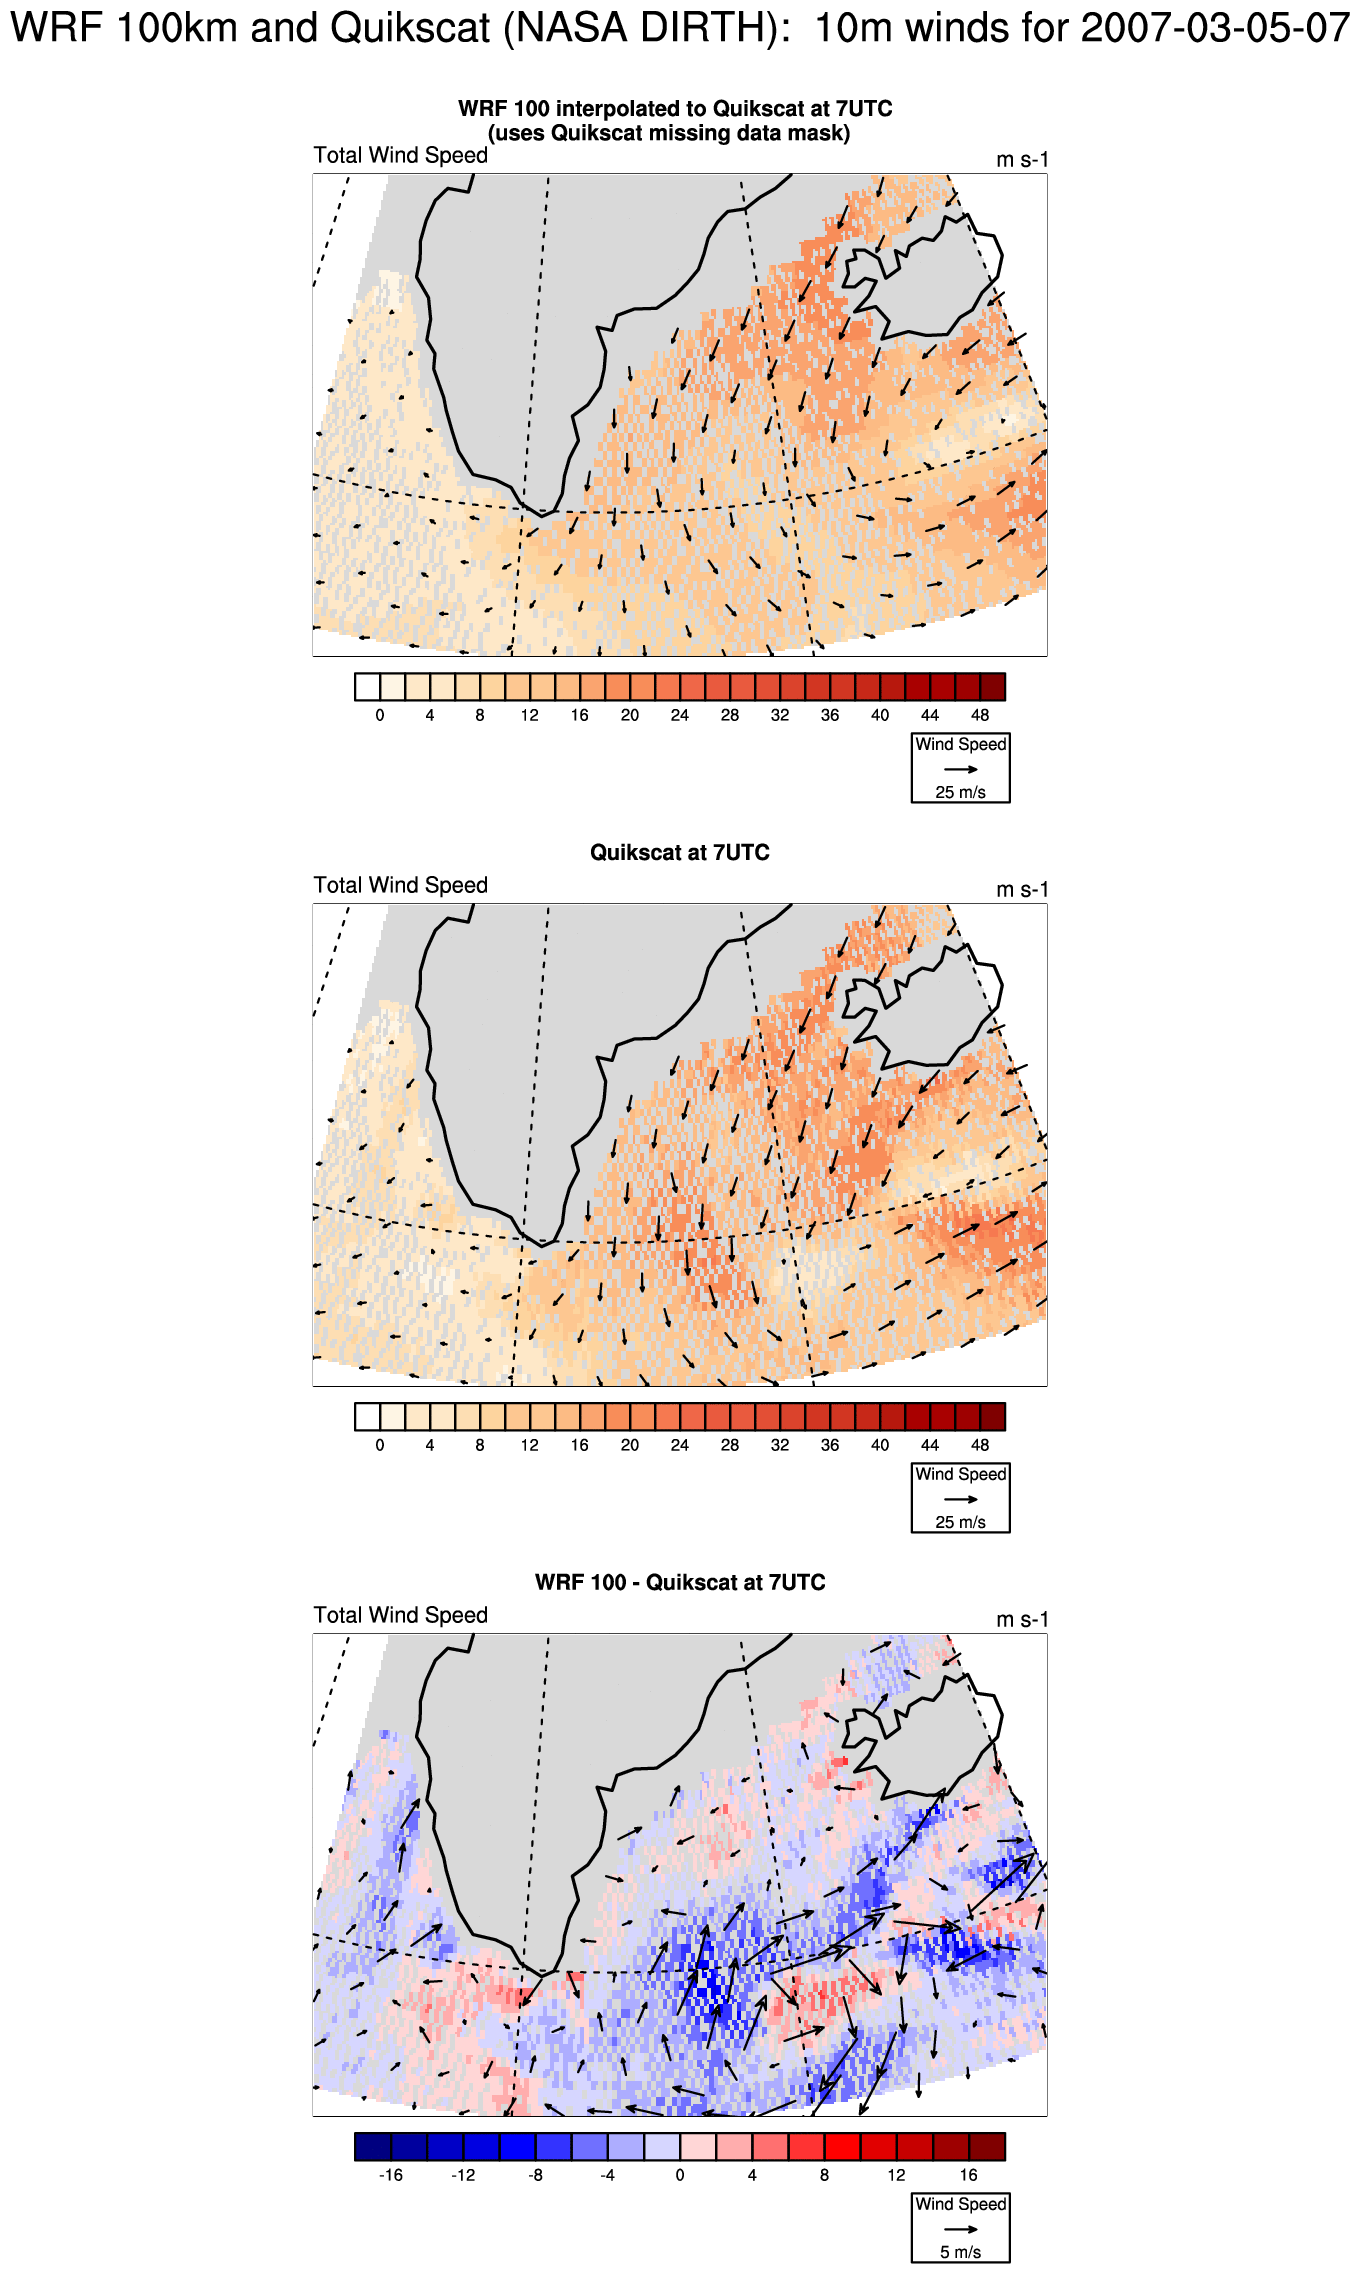 WRF 100km and Quikscat (NASA DIRTH):  10m winds for 2007-03-05-07
WRF 100 interpolated to Quikscat at 7UTC
(uses Quikscat missing data mask)
Total Wind Speed
m s-1
0 4 8 12 16 20 24 28 32 36 40 44 48
Wind Speed
25 m/s
Quikscat at 7UTC
Total Wind Speed
m s-1
0 4 8 12 16 20 24 28 32 36 40 44 48
Wind Speed
25 m/s
WRF 100 - Quikscat at 7UTC
Total Wind Speed
m s-1
-16 -12 -8 -4 0 4 8 12 16
Wind Speed
5 m/s